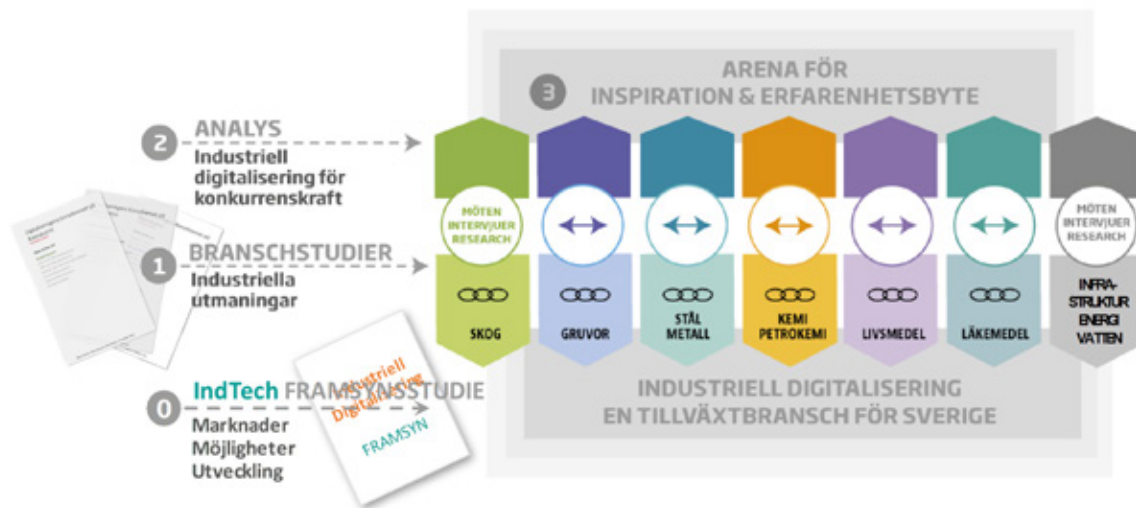 3
ARENA FÖR
INSPIRATION & ERFARENHETSBYTE
2
ANALYS
Industriell
digitalisering för
konkurrenskraft
MÖTEN
INTERVJUER
RESEARCH
MÖTEN
INTERVJUER
RESEARCH
1
BRANSCHSTUDIER
Industriella
utmaningar
SKOG
GRUVOR
STÅL
METALL
KEMI
PETROKEMI
LIVSMEDEL
LÄKEMEDEL
INFRA-
STRUKTUR
ENERGI
VATTEN
0
IndTech FRAMSYNSSTUDIE
Marknader
Möjligheter
Utveckling
Industriell
Digitalisering
FRAMSYN
INDUSTRIELL DIGITALISERING
EN TILLVÄXTBRANSCH FÖR SVERIGE